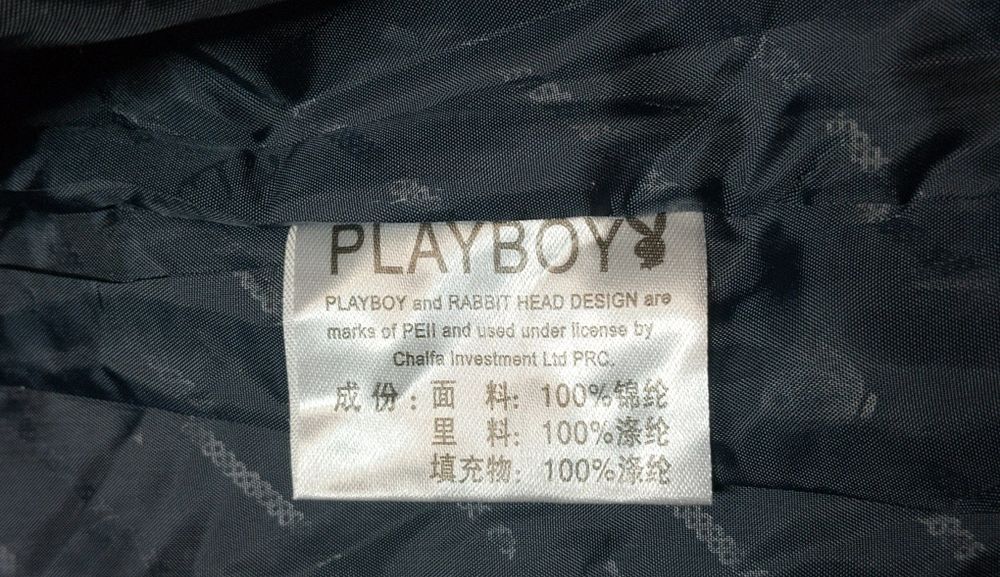 PLAYBOY
PLAYBOY and RABBIT HEAD DESIGN are
marks of PEII and used under license by
Chalfa Investment Ltd PRC.
成份：面 料：100%锦纶
里 料：100%涤纶
填充物：100%涤纶